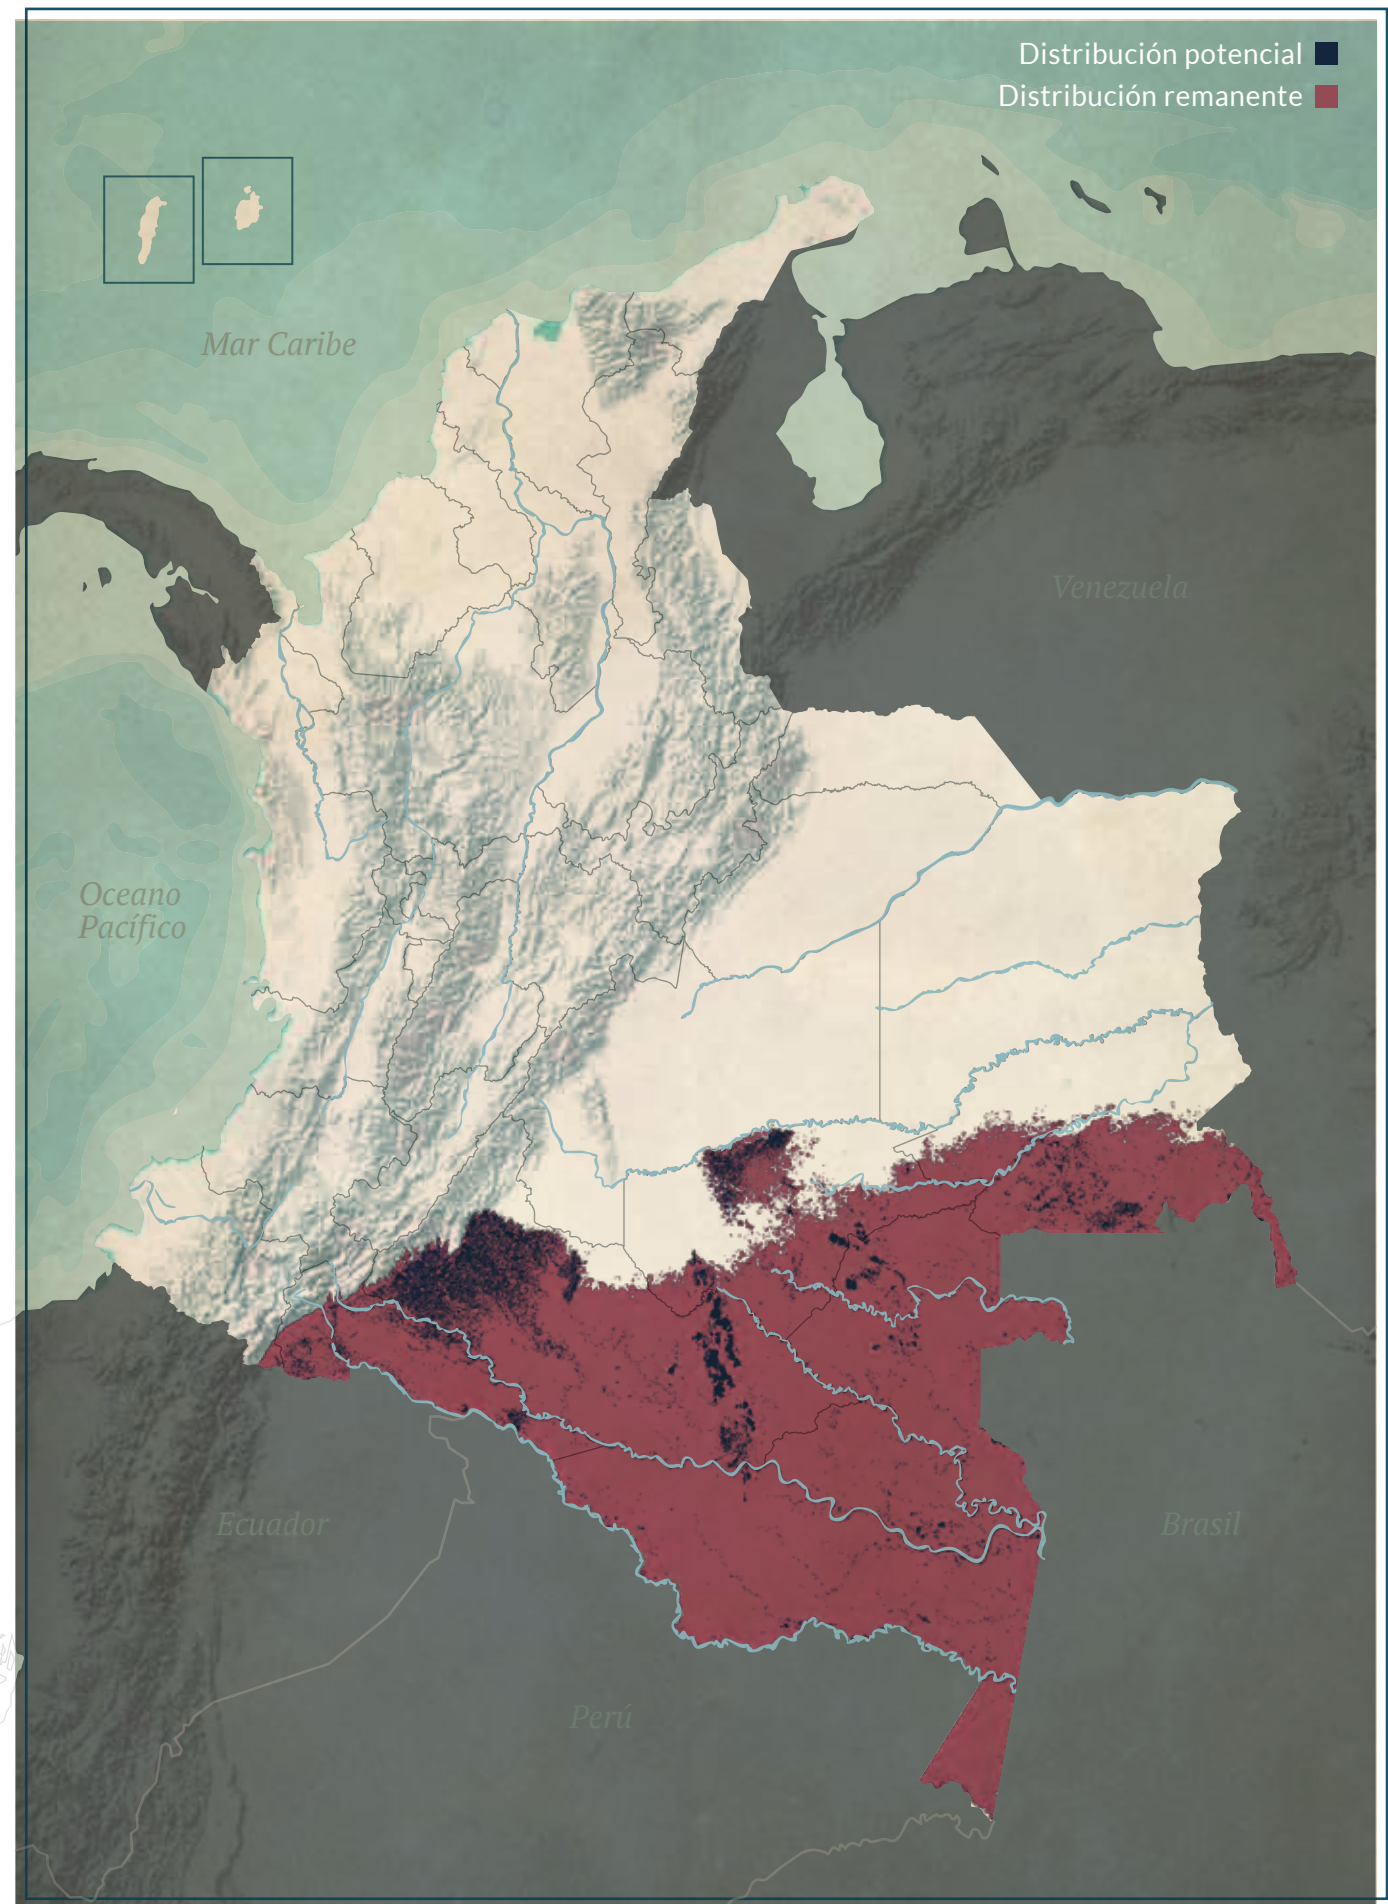 Distribución potencial
Distribución remanente
Mar Caribe
Venezuela
Oceano
Pacífico
Ecuador
Brasil
Perú